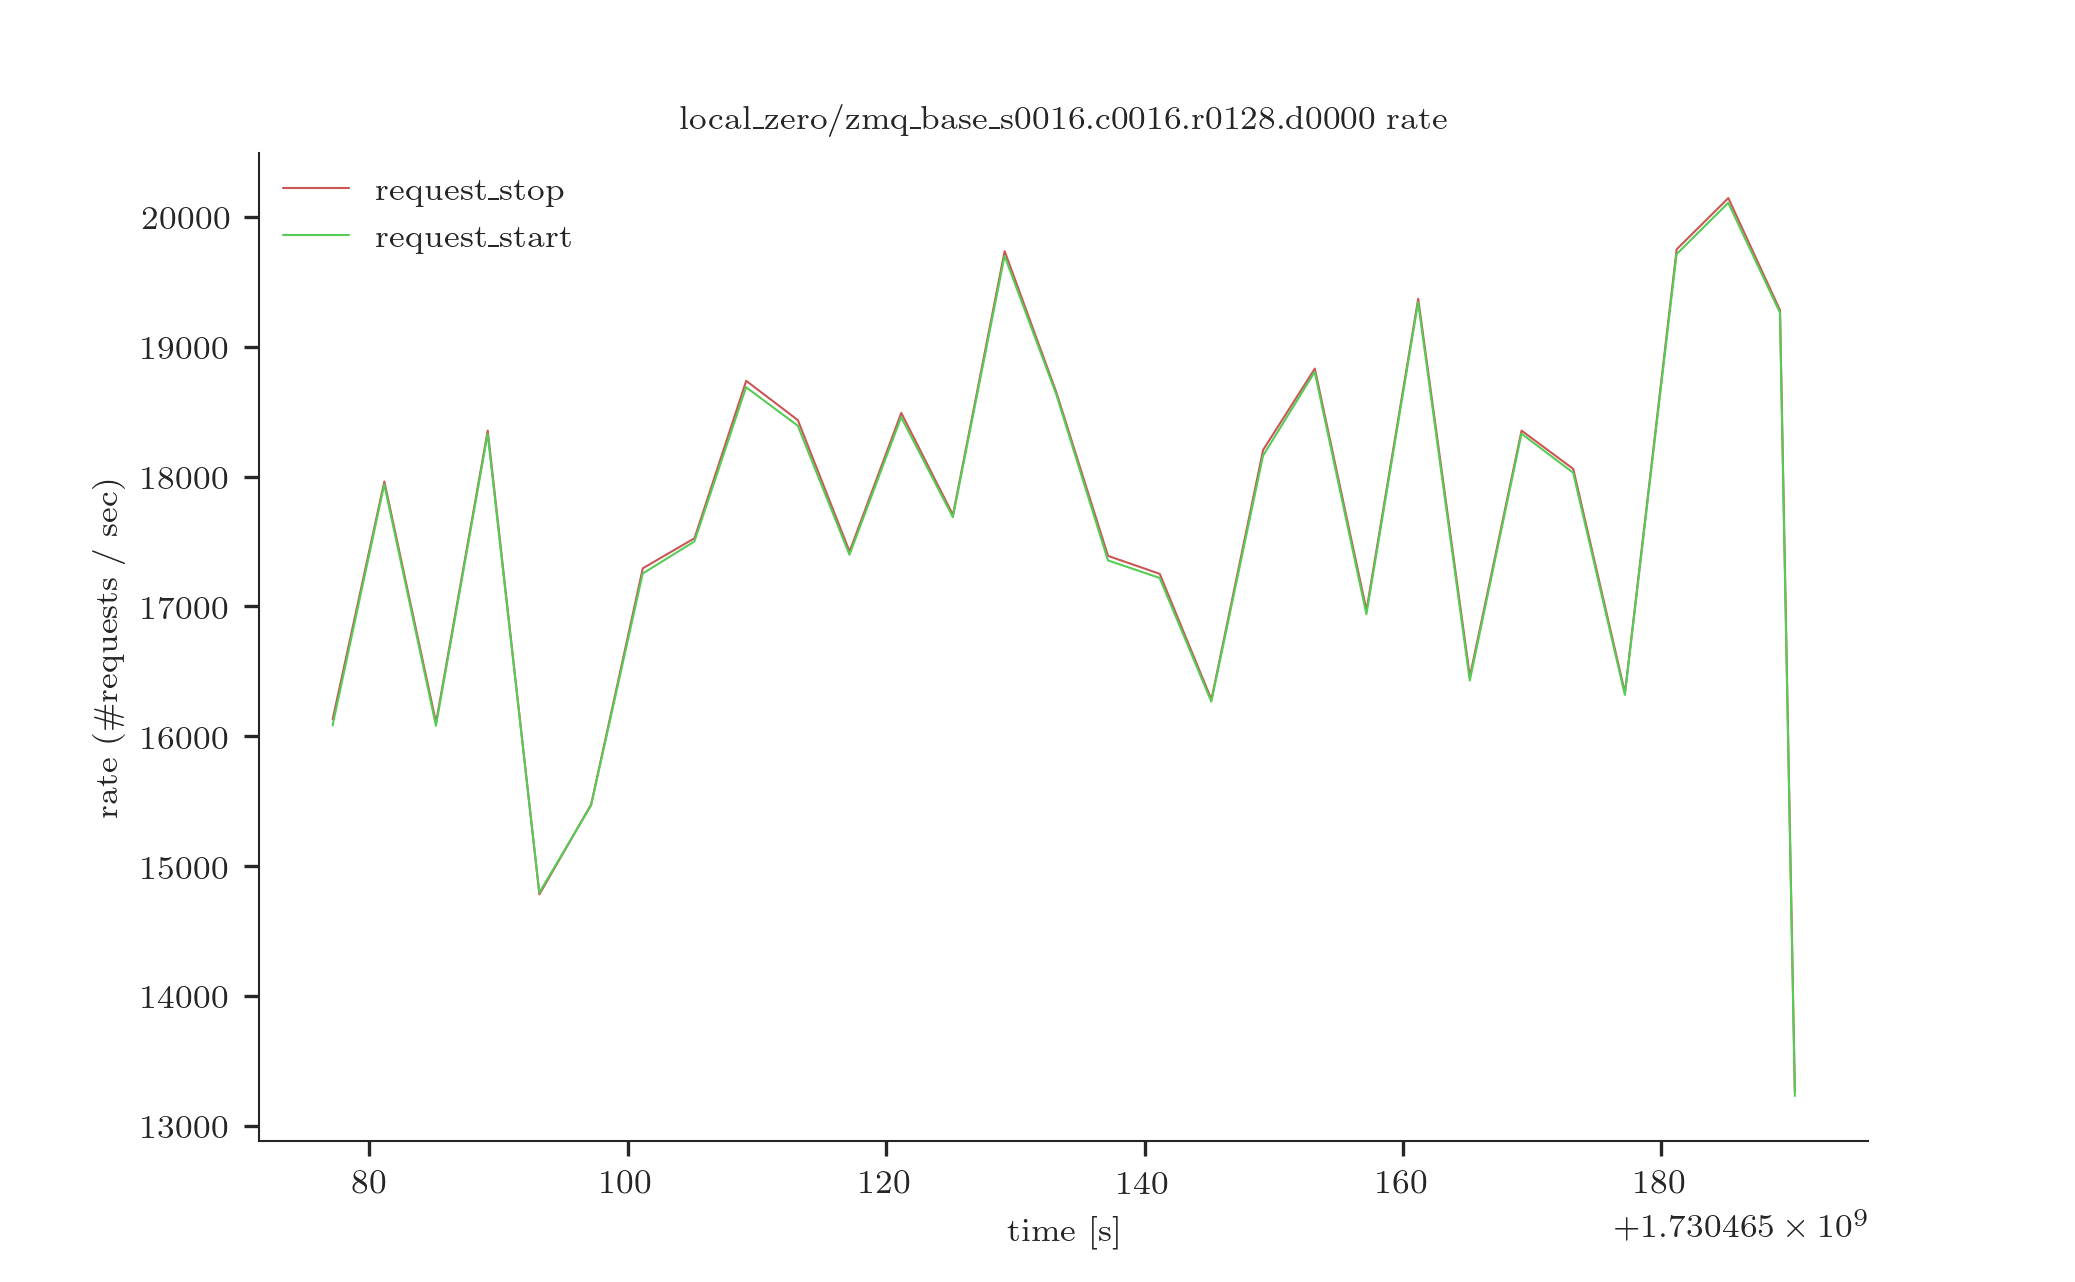 local_zero/zmq_base_s0016.c0016.r0128.d0000 rate
request_stop
request_start
20000
19000
18000
17000
16000
15000
14000
13000
rate (#requests / sec)
80 100 120 140 160 180
time [s]
+1.730465 × 10⁹